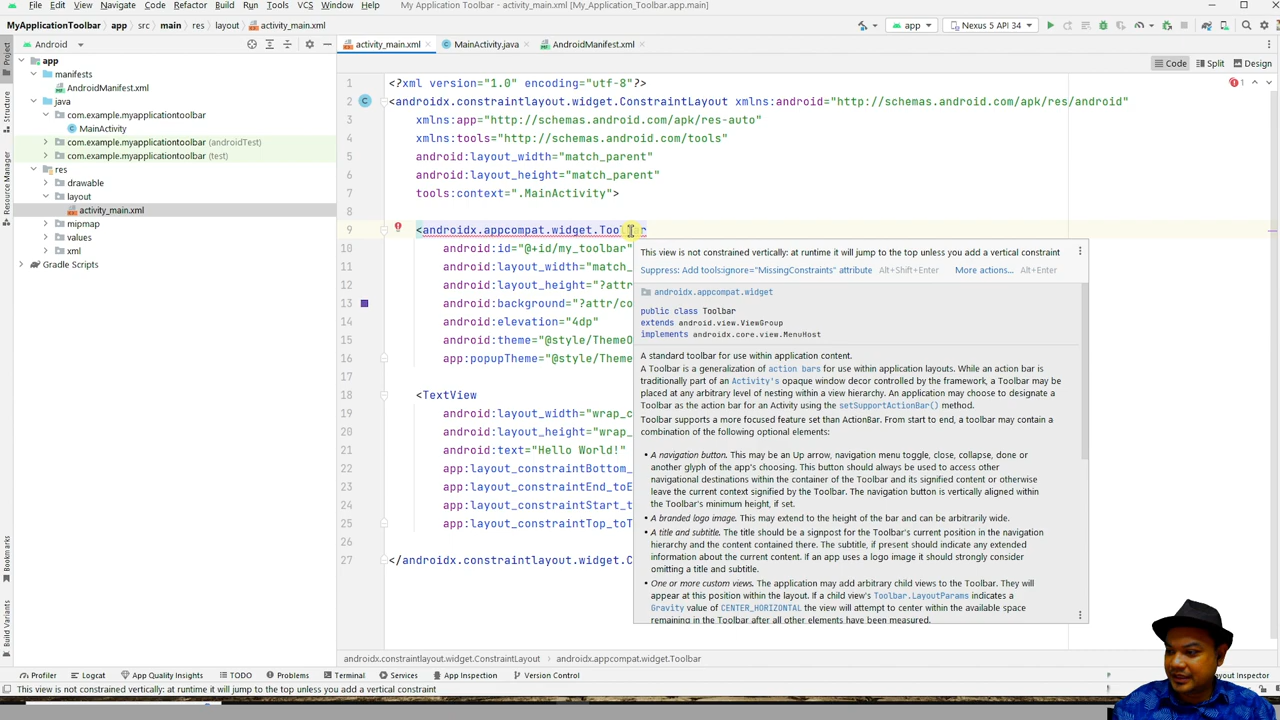 File Edit View Navigate Code Refactor Build Run Tools VCS Window Help My Application Toolbar - activity_main.xml [My_Application_Toolbar.app.main]
MyApplicationToolbar app src main res layout activity_main.xml app Nexus 5 API 34
Android activity_main.xml MainActivity.java AndroidManifest.xml
Code Split Design
Project
Structure
Resource Manager
Bookmarks
Build Variants
app
manifests
AndroidManifest.xml
java
com.example.myapplicationtoolbar
MainActivity
com.example.myapplicationtoolbar (androidTest)
com.example.myapplicationtoolbar (test)
res
drawable
layout
activity_main.xml
mipmap
values
xml
Gradle Scripts
1
1 <?xml version="1.0" encoding="utf-8"?>
2 <androidx.constraintlayout.widget.ConstraintLayout xmlns:android="http://schemas.android.com/apk/res/android"
3 xmlns:app="http://schemas.android.com/apk/res-auto"
4 xmlns:tools="http://schemas.android.com/tools"
5 android:layout_width="match_parent"
6 android:layout_height="match_parent"
7 tools:context=".MainActivity">
8
9 <androidx.appcompat.widget.Toolbar
10 android:id="@+id/my_toolbar"
11 android:layout_width="match_
12 android:layout_height="?attr
13 android:background="?attr/co
14 android:elevation="4dp"
15 android:theme="@style/ThemeO
16 app:popupTheme="@style/Theme
17
18 <TextView
19 android:layout_width="wrap_c
20 android:layout_height="wrap_
21 android:text="Hello World!"
22 app:layout_constraintBottom_
23 app:layout_constraintEnd_toE
24 app:layout_constraintStart_t
25 app:layout_constraintTop_toT
26
27 </androidx.constraintlayout.widget.C
This view is not constrained vertically: at runtime it will jump to the top unless you add a vertical constraint
Suppress: Add tools:ignore="MissingConstraints" attribute Alt+Shift+Enter More actions... Alt+Enter
androidx.appcompat.widget
public class Toolbar
extends android.view.ViewGroup
implements androidx.core.view.MenuHost
A standard toolbar for use within application content.
A Toolbar is a generalization of action bars for use within application layouts. While an action bar is
traditionally part of an Activity's opaque window decor controlled by the framework, a Toolbar may be
placed at any arbitrary level of nesting within a view hierarchy. An application may choose to designate a
Toolbar as the action bar for an Activity using the setSupportActionBar() method.
Toolbar supports a more focused feature set than ActionBar. From start to end, a toolbar may contain a
combination of the following optional elements:
• A navigation button. This may be an Up arrow, navigation menu toggle, close, collapse, done or
another glyph of the app's choosing. This button should always be used to access other
navigational destinations within the container of the Toolbar and its signified content or otherwise
leave the current context signified by the Toolbar. The navigation button is vertically aligned within
the Toolbar's minimum height, if set.
• A branded logo image. This may extend to the height of the bar and can be arbitrarily wide.
• A title and subtitle. The title should be a signpost for the Toolbar's current position in the navigation
hierarchy and the content contained there. The subtitle, if present should indicate any extended
information about the current content. If an app uses a logo image it should strongly consider
omitting a title and subtitle.
• One or more custom views. The application may add arbitrary child views to the Toolbar. They will
appear at this position within the layout. If a child view's Toolbar.LayoutParams indicates a
Gravity value of CENTER_HORIZONTAL the view will attempt to center within the available space
remaining in the Toolbar after all other elements have been measured.
androidx.constraintlayout.widget.ConstraintLayout androidx.appcompat.widget.Toolbar
Profiler Logcat App Quality Insights TODO Problems Terminal Services App Inspection Version Control yout Inspector
This view is not constrained vertically: at runtime it will jump to the top unless you add a vertical constraint